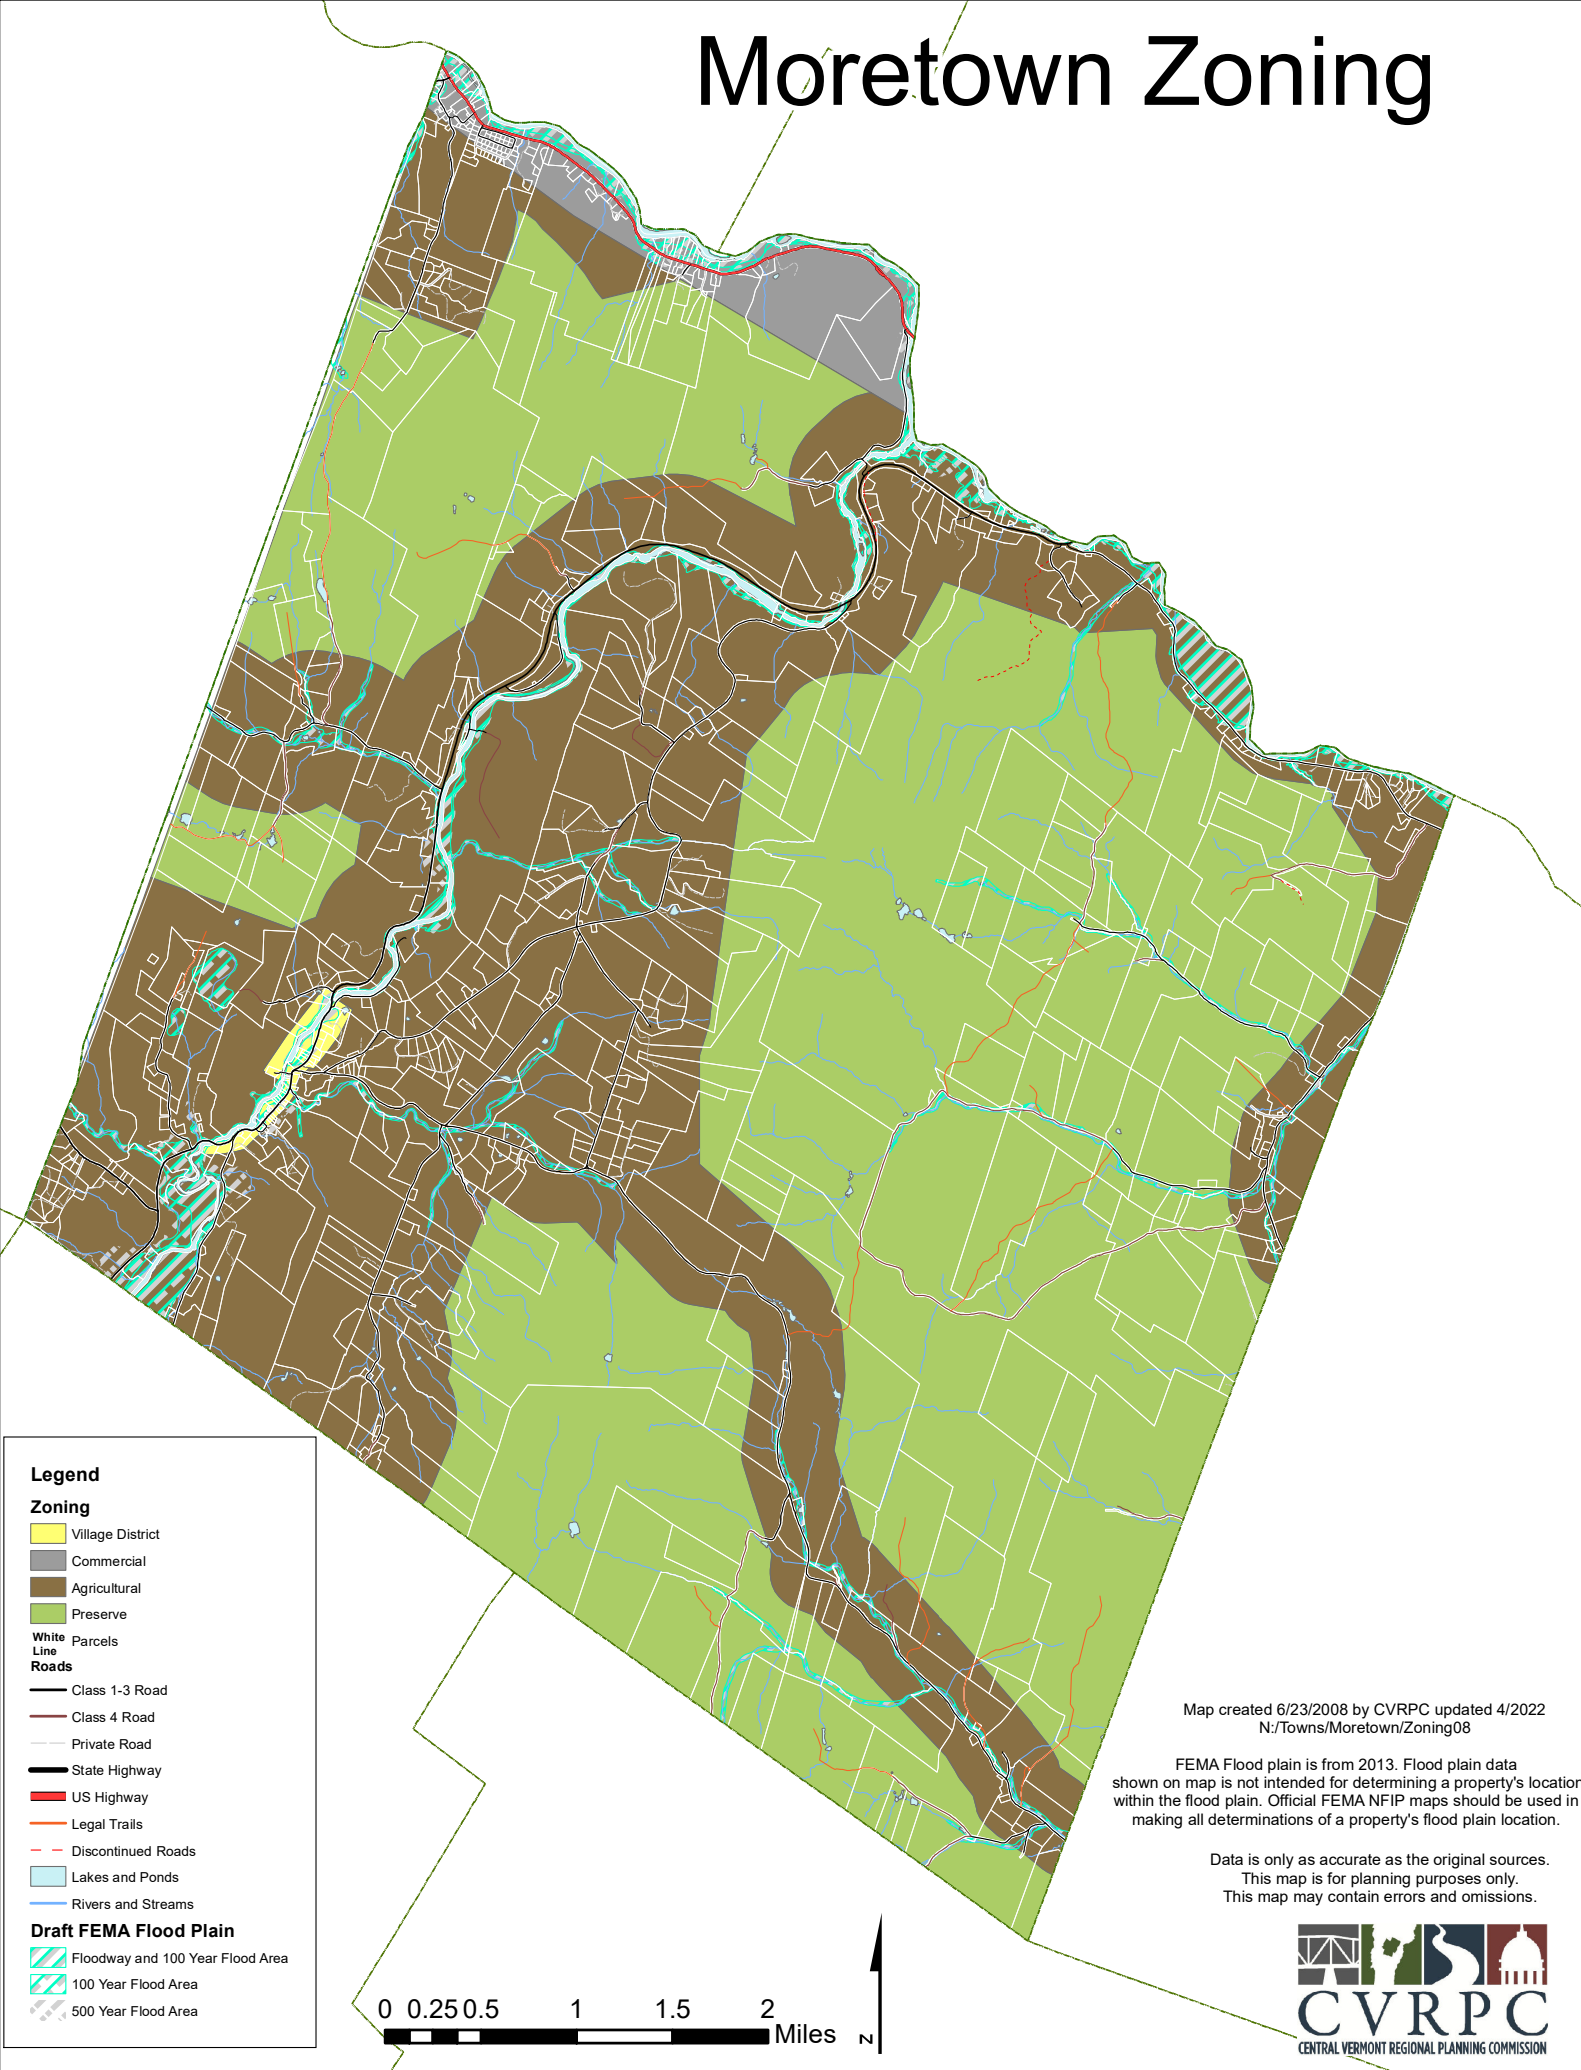 Moretown Zoning
Legend
Zoning
Village District
Commercial
Agricultural
Preserve
White
Line
Parcels
Roads
Class 1-3 Road
Class 4 Road
Private Road
State Highway
US Highway
Legal Trails
Discontinued Roads
Lakes and Ponds
Rivers and Streams
Draft FEMA Flood Plain
Floodway and 100 Year Flood Area
100 Year Flood Area
500 Year Flood Area
0 0.25 0.5 1 1.5 2
Miles
N
Map created 6/23/2008 by CVRPC updated 4/2022
N:/Towns/Moretown/Zoning08
FEMA Flood plain is from 2013. Flood plain data
shown on map is not intended for determining a property's location
within the flood plain. Official FEMA NFIP maps should be used in
making all determinations of a property's flood plain location.
Data is only as accurate as the original sources.
This map is for planning purposes only.
This map may contain errors and omissions.
CVRPC
CENTRAL VERMONT REGIONAL PLANNING COMMISSION